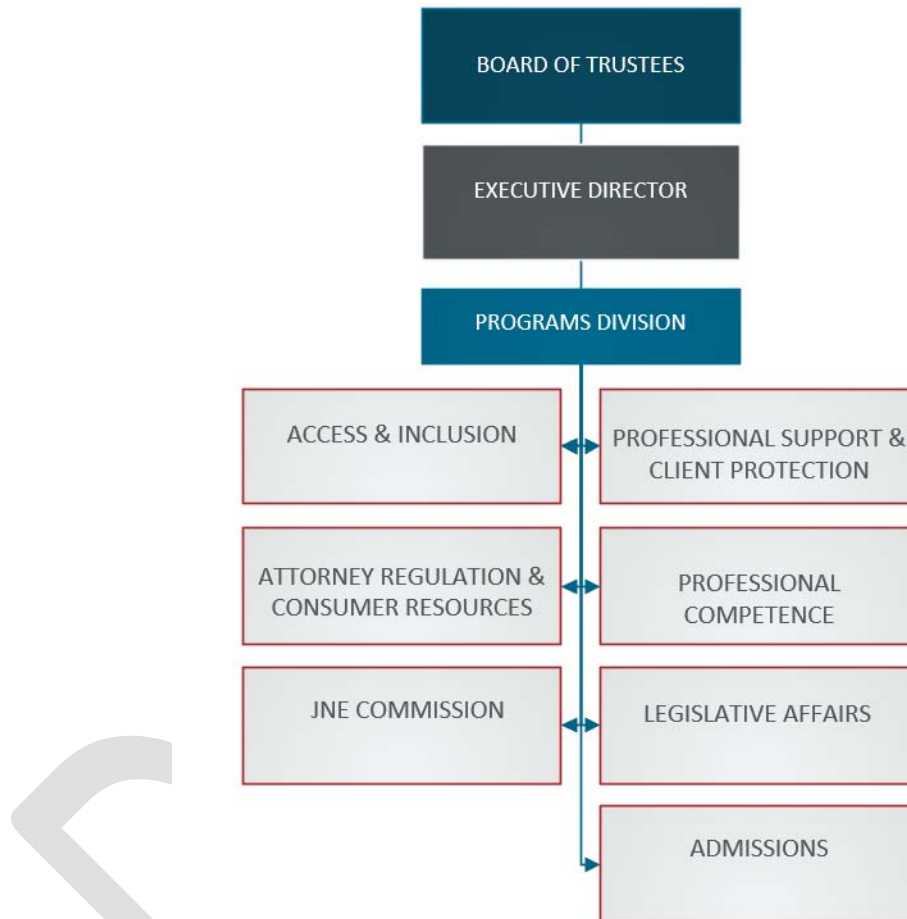 BOARD OF TRUSTEES
EXECUTIVE DIRECTOR
PROGRAMS DIVISION
ACCESS & INCLUSION
PROFESSIONAL SUPPORT &
CLIENT PROTECTION
ATTORNEY REGULATION &
CONSUMER RESOURCES
PROFESSIONAL
COMPETENCE
JNE COMMISSION
LEGISLATIVE AFFAIRS
ADMISSIONS